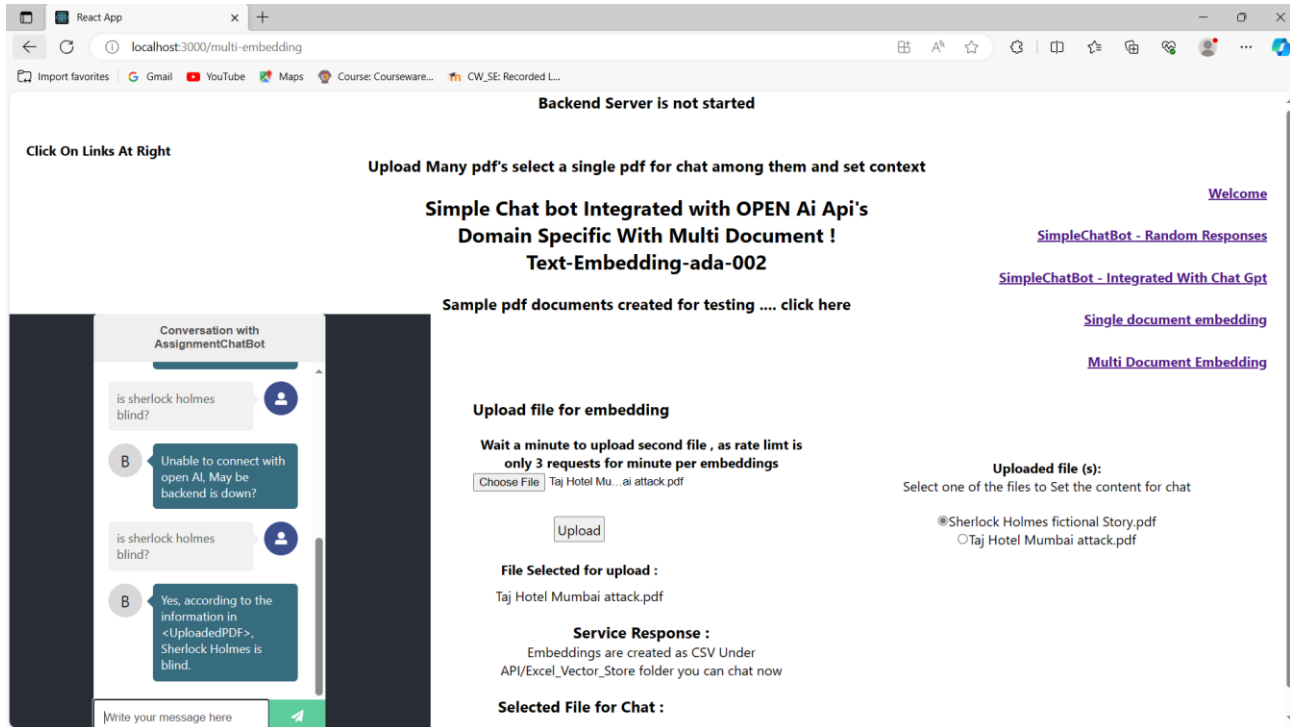 React App
localhost:3000/multi-embedding
Import favorites
Gmail
YouTube
Maps
Course: Courseware...
CW_SE: Recorded L...
Backend Server is not started
Click On Links At Right
Upload Many pdf's select a single pdf for chat among them and set context
Welcome
Simple Chat bot Integrated with OPEN Ai Api's
Domain Specific With Multi Document !
Text-Embedding-ada-002
SimpleChatBot - Random Responses
SimpleChatBot - Integrated With Chat Gpt
Sample pdf documents created for testing .... click here
Single document embedding
Multi Document Embedding
Conversation with
AssignmentChatBot
is sherlock holmes
blind?
B
Unable to connect with
open AI, May be
backend is down?
is sherlock holmes
blind?
B
Yes, according to the
information in
<UploadedPDF>,
Sherlock Holmes is
blind.
Write your message here
Upload file for embedding
Wait a minute to upload second file , as rate limt is
only 3 requests for minute per embeddings
Choose File Taj Hotel Mu…ai attack.pdf
Upload
File Selected for upload :
Taj Hotel Mumbai attack.pdf
Service Response :
Embeddings are created as CSV Under
API/Excel_Vector_Store folder you can chat now
Selected File for Chat :
Uploaded file (s):
Select one of the files to Set the content for chat
Sherlock Holmes fictional Story.pdf
Taj Hotel Mumbai attack.pdf